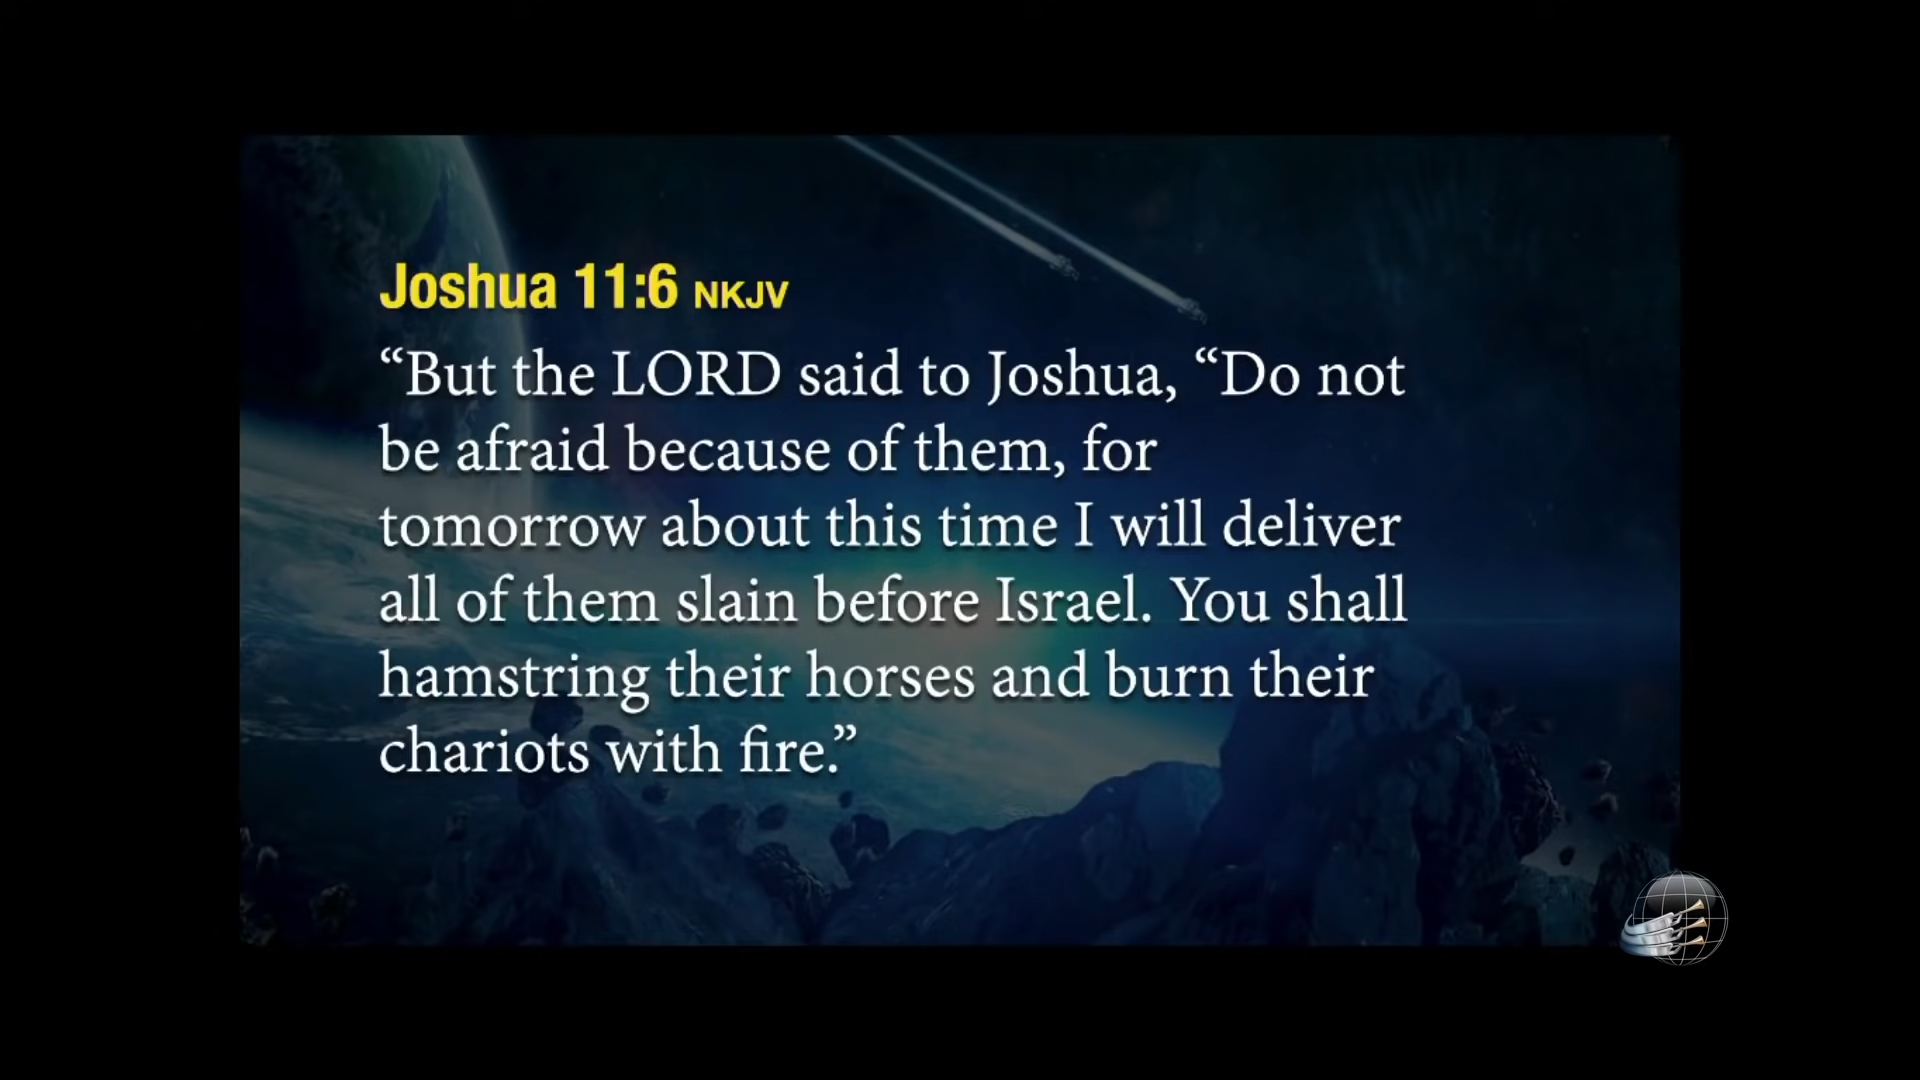 Joshua 11:6 NKJV
“But the LORD said to Joshua, “Do not
be afraid because of them, for
tomorrow about this time I will deliver
all of them slain before Israel. You shall
hamstring their horses and burn their
chariots with fire.”